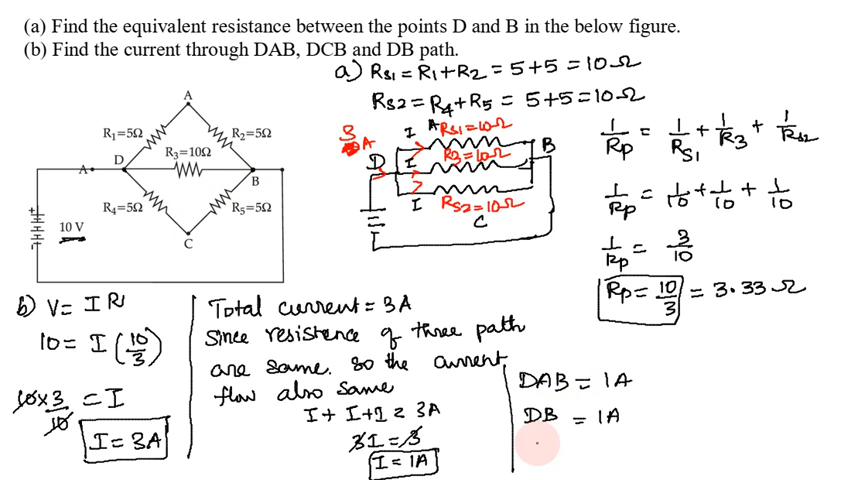 (a) Find the equivalent resistance between the points D and B in the below figure.
(b) Find the current through DAB, DCB and DB path.
a) Rs1 = R1 + R2 = 5+5 = 10Ω
Rs2 = R4 + R5 = 5+5 = 10Ω
A
R1=5Ω
R2=5Ω
R3=10Ω
D
A
B
R4=5Ω
R5=5Ω
10 V
C
3 A
I
A
Rs1=10Ω
D
I
R3=10Ω
B
I
Rs2=10Ω
C
1/Rp = 1/Rs1 + 1/R3 + 1/Rs2
1/Rp = 1/10 + 1/10 + 1/10
1/Rp = 3/10
Rp = 10/3 = 3.33 Ω
b) V = I R
10 = I (10/3)
10×3/10 = I
I = 3A
Total current = 3A
Since resistance of three path
are same. so the current
flow also same
I + I + I = 3A
3I = 3
I = 1A
DAB = 1A
DB = 1A